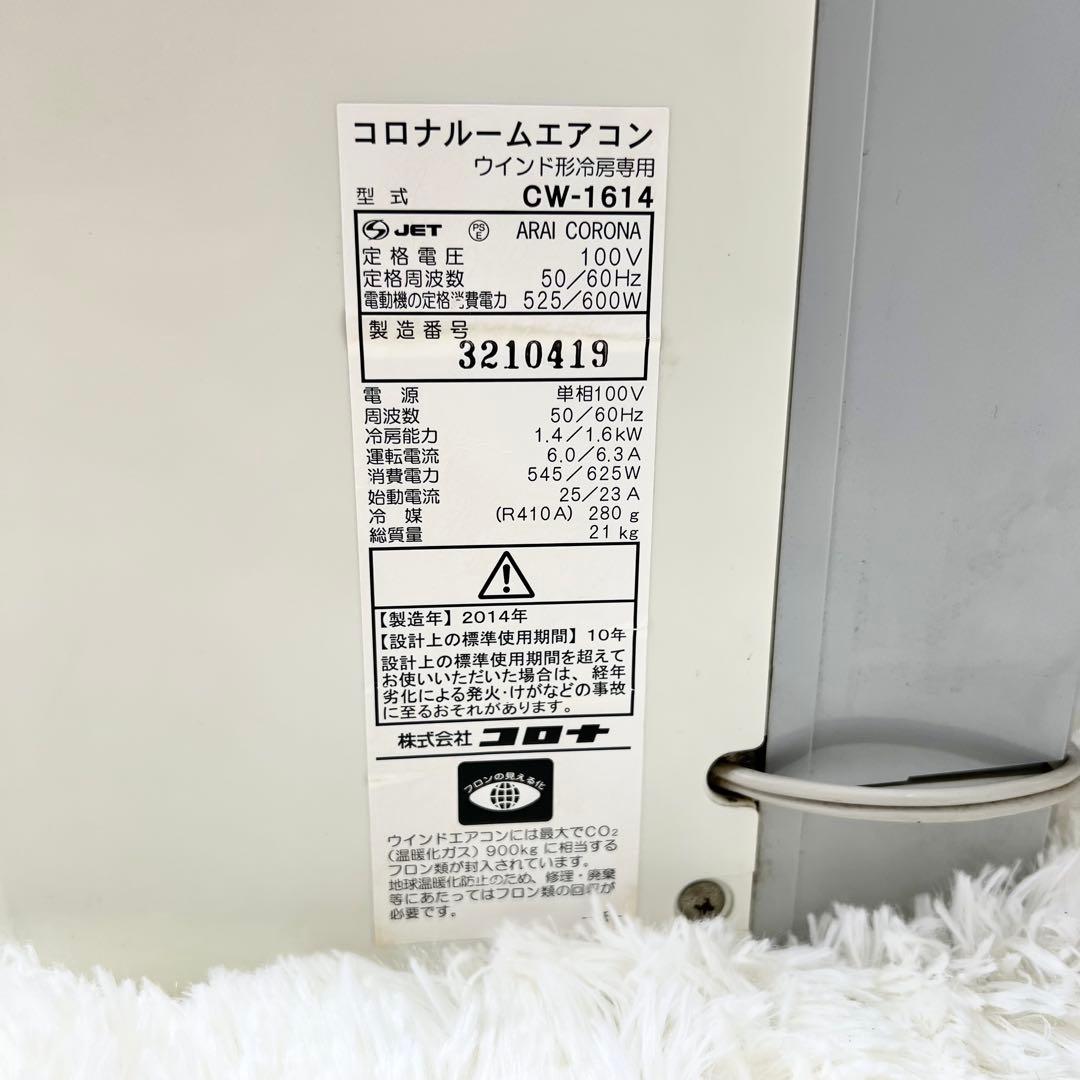 コロナルームエアコン
ウインド形冷房専用
型式 CW-1614
JET PSE ARAI CORONA
定格電圧 100V
定格周波数 50/60Hz
電動機の定格消費電力 525/600W
製造番号
3210419
電源 単相100V
周波数 50/60Hz
冷房能力 1.4/1.6kW
運転電流 6.0/6.3A
消費電力 545/625W
始動電流 25/23A
冷媒 (R410A) 280g
総質量 21kg
【製造年】2014年
【設計上の標準使用期間】10年
設計上の標準使用期間を超えて
お使いいただいた場合は、経年
劣化による発火・けがなどの事故
に至るおそれがあります。
株式会社 コロナ
フロンの見える化
ウインドエアコンには最大でCO₂
(温暖化ガス) 900kgに相当する
フロン類が封入されています。
地球温暖化防止のため、修理・廃棄
等にあたってはフロン類の回収が
必要です。